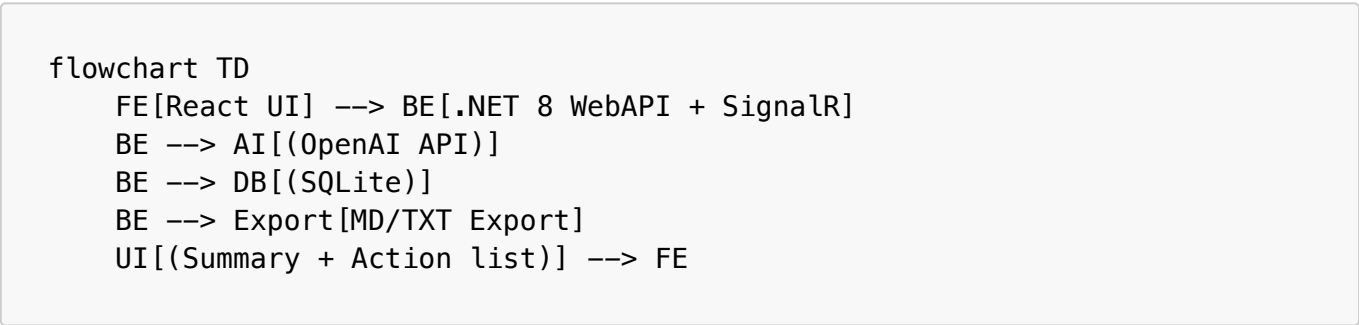 flowchart TD
    FE[React UI] --> BE[.NET 8 WebAPI + SignalR]
    BE --> AI[(OpenAI API)]
    BE --> DB[(SQLite)]
    BE --> Export[MD/TXT Export]
    UI[(Summary + Action list)] --> FE